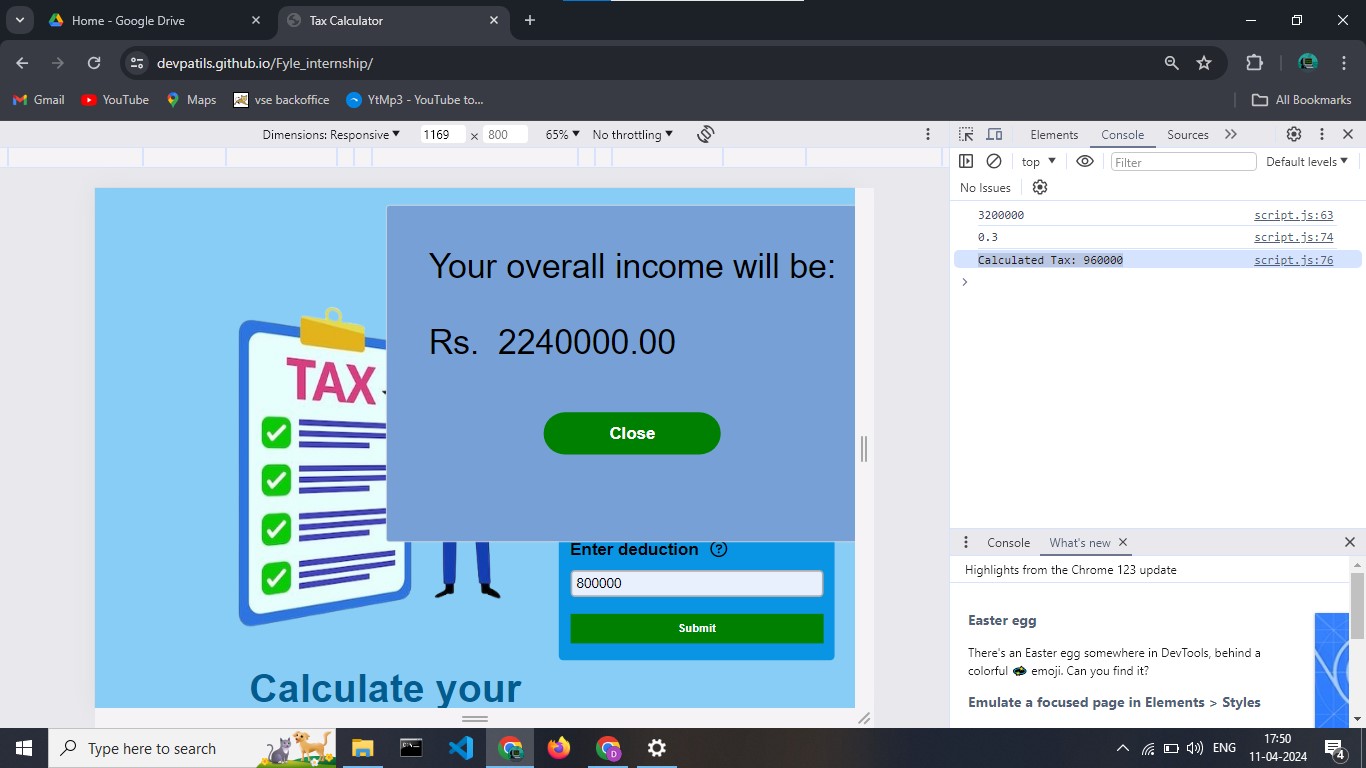 Home - Google Drive
Tax Calculator
devpatils.github.io/Fyle_internship/
Gmail YouTube Maps vse backoffice YtMp3 - YouTube to... All Bookmarks
Dimensions: Responsive 1169 x 800 65% No throttling
Elements Console Sources
top Filter Default levels
No Issues
3200000 script.js:63
0.3 script.js:74
Calculated Tax: 960000 script.js:76
Your overall income will be:
Rs. 2240000.00
Close
TAX
Enter deduction ?
800000
Submit
Calculate your
Console What's new
Highlights from the Chrome 123 update
Easter egg
There's an Easter egg somewhere in DevTools, behind a
colorful emoji. Can you find it?
Emulate a focused page in Elements > Styles
Type here to search
ENG
17:50
11-04-2024
4